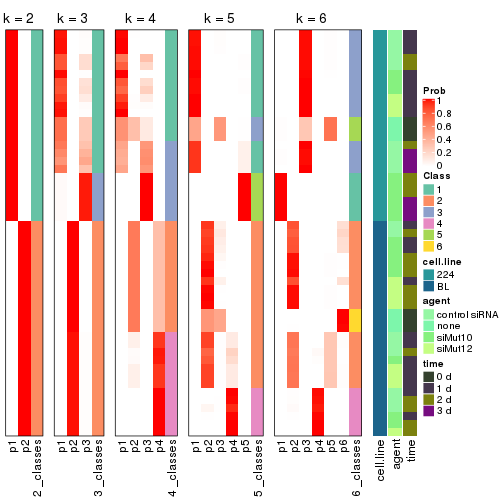 k = 2
k = 3
k = 4
k = 5
k = 6
Prob
1
0.8
0.6
0.4
0.2
0
Class
1
2
3
4
5
6
cell.line
224
BL
agent
control siRNA
none
siMut10
siMut12
time
0 d
1 d
2 d
3 d
p1
p2
2_classes
p1
p2
p3
3_classes
p1
p2
p3
p4
4_classes
p1
p2
p3
p4
p5
5_classes
p1
p2
p3
p4
p5
p6
6_classes
cell.line
agent
time